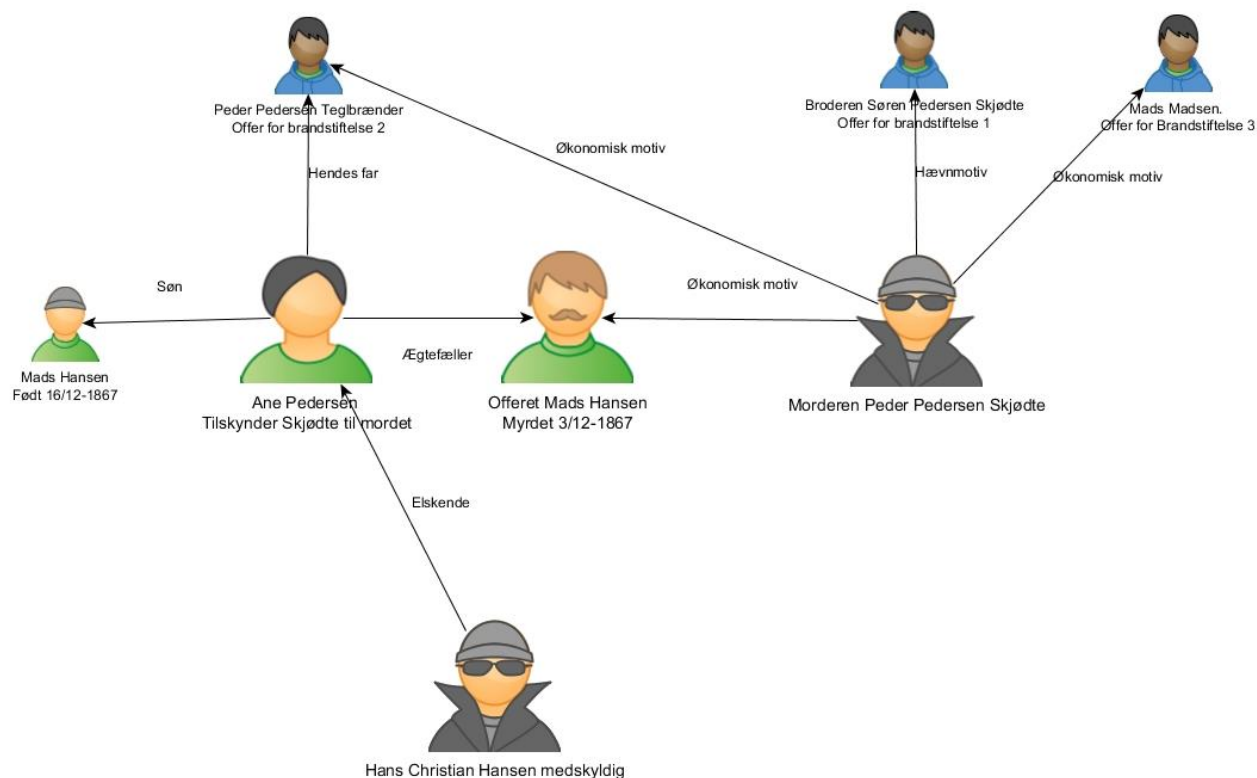 Peder Pedersen Teglbrænder
Offer for brandstiftelse 2
Broderen Søren Pedersen Skjødte
Offer for brandstiftelse 1
Mads Madsen.
Offer for Brandstiftelse 3
Økonomisk motiv
Hendes far
Hævnmotiv
Økonomisk motiv
Søn
Økonomisk motiv
Ægtefæller
Mads Hansen
Født 16/12-1867
Ane Pedersen
Tilskynder Skjødte til mordet
Offeret Mads Hansen
Myrdet 3/12-1867
Morderen Peder Pedersen Skjødte
Elskende
Hans Christian Hansen medskyldig